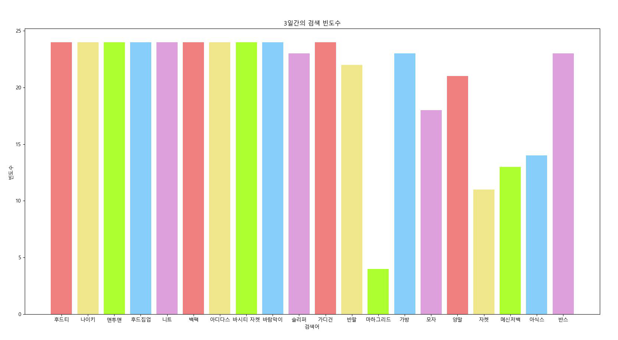 3일간의 검색 빈도수
25
20
15
10
5
0
빈도수
후드티 나이키 맨투맨 후드집업 니트 백팩 아디다스 바시티 자켓 바람막이 슬리퍼 가디건 반팔 마하그리드 가방 모자 양말 자켓 메신저백 아식스 반스
검색어